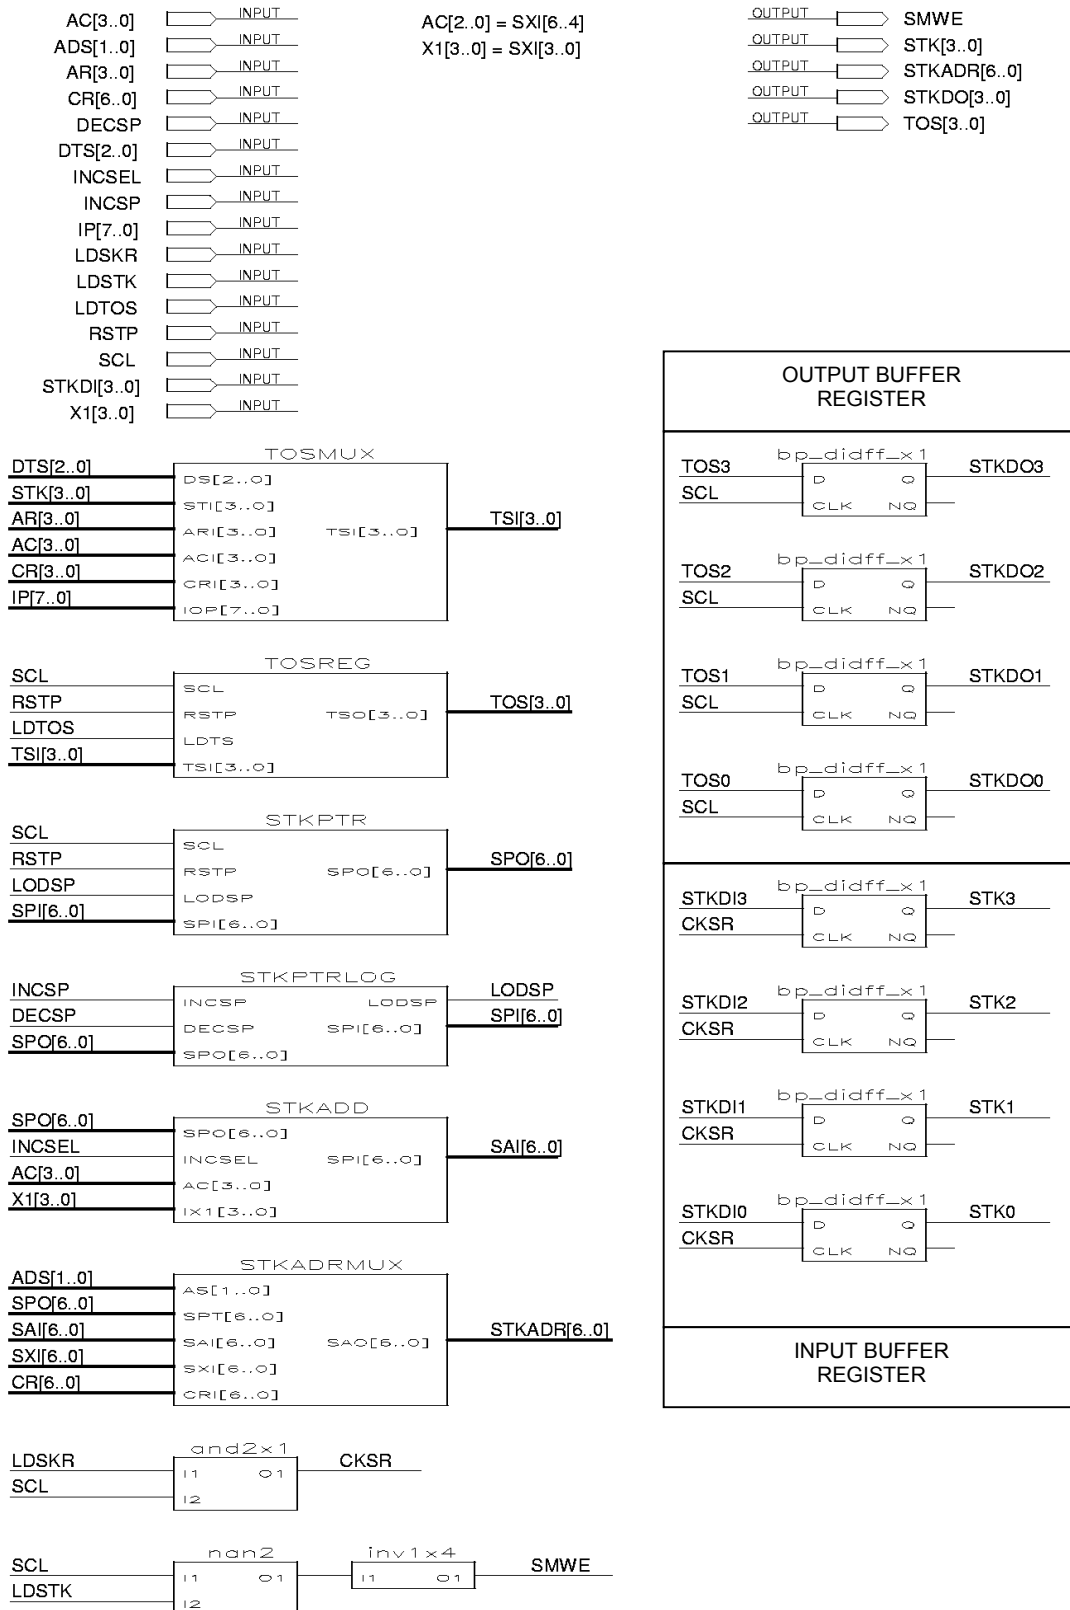 AC[3..0] INPUT
ADS[1..0] INPUT
AR[3..0] INPUT
CR[6..0] INPUT
DECSP INPUT
DTS[2..0] INPUT
INCSEL INPUT
INCSP INPUT
IP[7..0] INPUT
LDSKR INPUT
LDSTK INPUT
LDTOS INPUT
RSTP INPUT
SCL INPUT
STKDI[3..0] INPUT
X1[3..0] INPUT
AC[2..0] = SXI[6..4]
X1[3..0] = SXI[3..0]
OUTPUT SMWE
OUTPUT STK[3..0]
OUTPUT STKADR[6..0]
OUTPUT STKDO[3..0]
OUTPUT TOS[3..0]
TOSMUX
DTS[2..0] DS[2..0]
STK[3..0] STI[3..0]
AR[3..0] ARI[3..0] TSI[3..0] TSI[3..0]
AC[3..0] ACI[3..0]
CR[3..0] CRI[3..0]
IP[7..0] IOP[7..0]
TOSREG
SCL SCL
RSTP RSTP TSO[3..0] TOS[3..0]
LDTOS LDTS
TSI[3..0] TSI[3..0]
STKPTR
SCL SCL
RSTP RSTP SPO[6..0] SPO[6..0]
LODSP LODSP
SPI[6..0] SPI[6..0]
STKPTRLOG
INCSP INCSP LODSP LODSP
DECSP DECSP SPI[6..0] SPI[6..0]
SPO[6..0] SPO[6..0]
STKADD
SPO[6..0] SPO[6..0]
INCSEL INCSEL SPI[6..0] SAI[6..0]
AC[3..0] AC[3..0]
X1[3..0] IX1[3..0]
STKADRMUX
ADS[1..0] AS[1..0]
SPO[6..0] SPT[6..0]
SAI[6..0] SAI[6..0] SAO[6..0] STKADR[6..0]
SXI[6..0] SXI[6..0]
CR[6..0] CRI[6..0]
and2x1
LDSKR I1 O1 CKSR
SCL I2
nan2 inv1x4
SCL I1 O1 I1 O1 SMWE
LDSTK I2
OUTPUT BUFFER
REGISTER
bp_didff_x1
TOS3 D Q STKDO3
SCL CLK NQ
bp_didff_x1
TOS2 D Q STKDO2
SCL CLK NQ
bp_didff_x1
TOS1 D Q STKDO1
SCL CLK NQ
bp_didff_x1
TOS0 D Q STKDO0
SCL CLK NQ
bp_didff_x1
STKDI3 D Q STK3
CKSR CLK NQ
bp_didff_x1
STKDI2 D Q STK2
CKSR CLK NQ
bp_didff_x1
STKDI1 D Q STK1
CKSR CLK NQ
bp_didff_x1
STKDI0 D Q STK0
CKSR CLK NQ
INPUT BUFFER
REGISTER